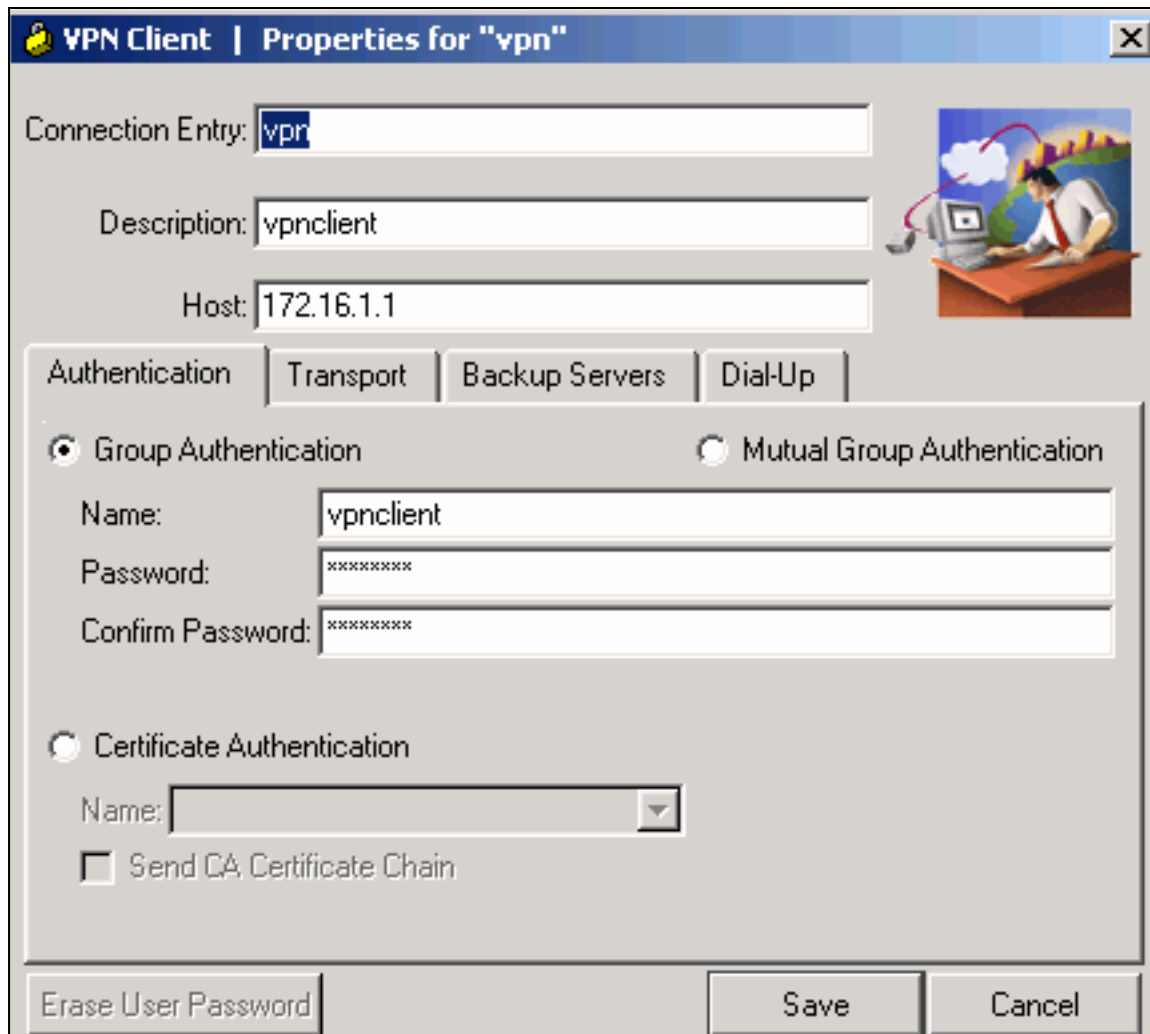 VPN Client | Properties for "vpn"
Connection Entry: vpn
Description: vpnclient
Host: 172.16.1.1
Authentication Transport Backup Servers Dial-Up
Group Authentication Mutual Group Authentication
Name: vpnclient
Password: ********
Confirm Password: ********
Certificate Authentication
Name:
Send CA Certificate Chain
Erase User Password Save Cancel